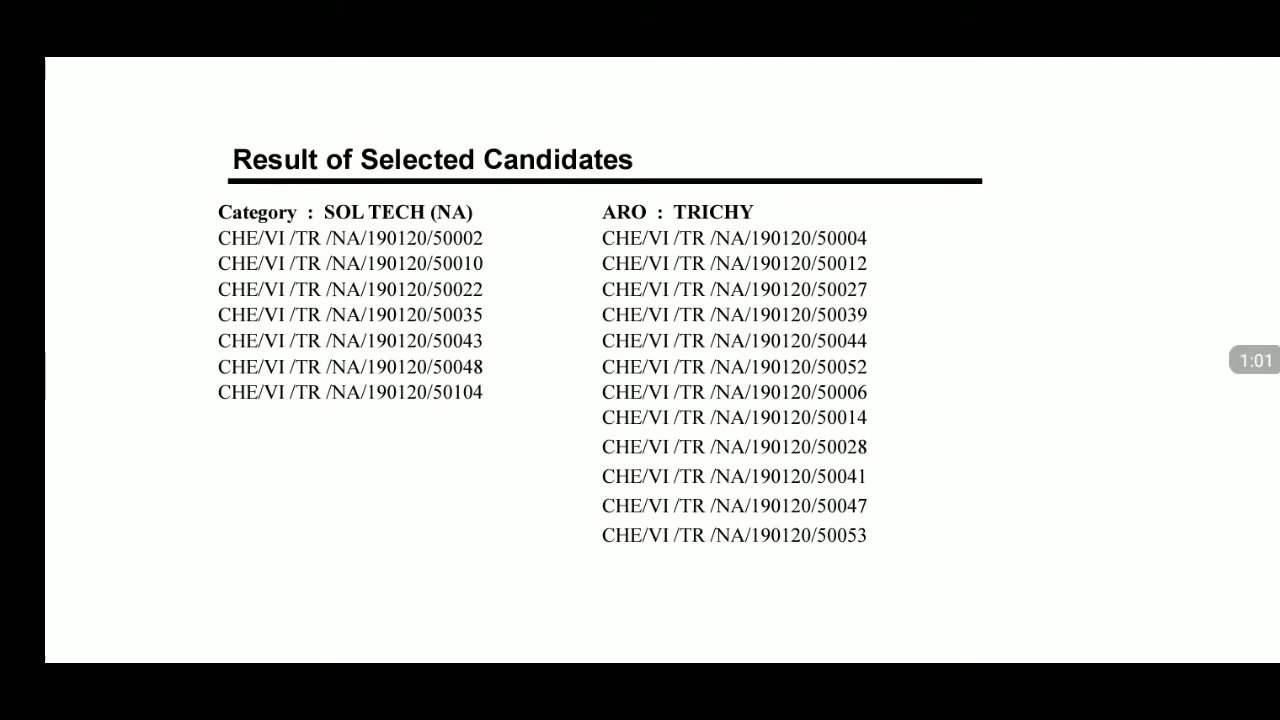 Result of Selected Candidates
Category : SOL TECH (NA)
CHE/VI /TR /NA/190120/50002
CHE/VI /TR /NA/190120/50010
CHE/VI /TR /NA/190120/50022
CHE/VI /TR /NA/190120/50035
CHE/VI /TR /NA/190120/50043
CHE/VI /TR /NA/190120/50048
CHE/VI /TR /NA/190120/50104
ARO : TRICHY
CHE/VI /TR /NA/190120/50004
CHE/VI /TR /NA/190120/50012
CHE/VI /TR /NA/190120/50027
CHE/VI /TR /NA/190120/50039
CHE/VI /TR /NA/190120/50044
CHE/VI /TR /NA/190120/50052
CHE/VI /TR /NA/190120/50006
CHE/VI /TR /NA/190120/50014
CHE/VI /TR /NA/190120/50028
CHE/VI /TR /NA/190120/50041
CHE/VI /TR /NA/190120/50047
CHE/VI /TR /NA/190120/50053
1:01